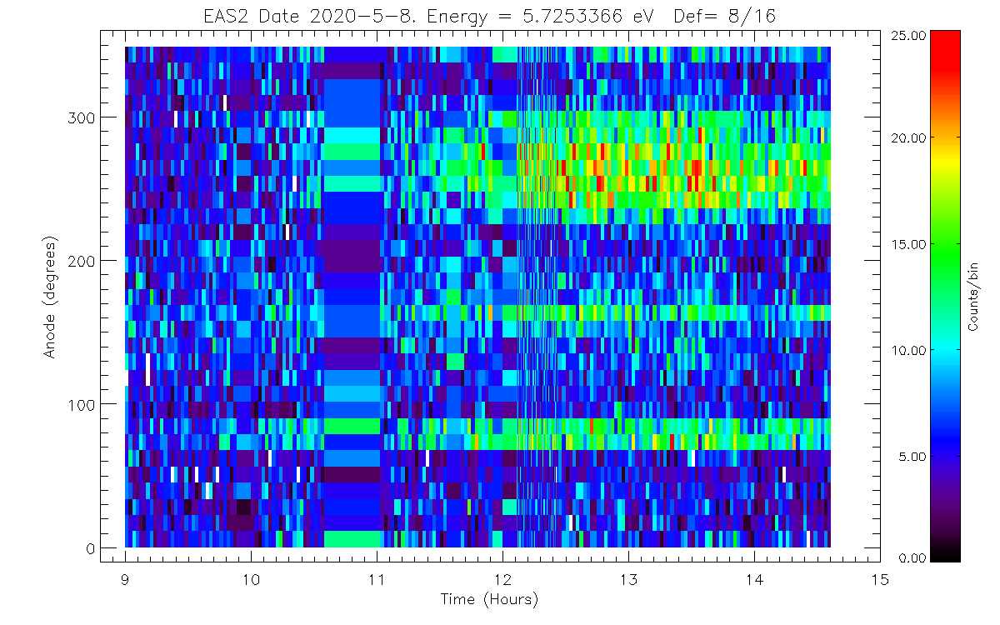 EAS2 Date 2020-5-8. Energy = 5.7253366 eV  Def= 8/16
25.00
300
20.00
15.00
200
Anode (degrees)
Counts/bin
10.00
100
5.00
0
0.00
9 10 11 12 13 14 15
Time (Hours)